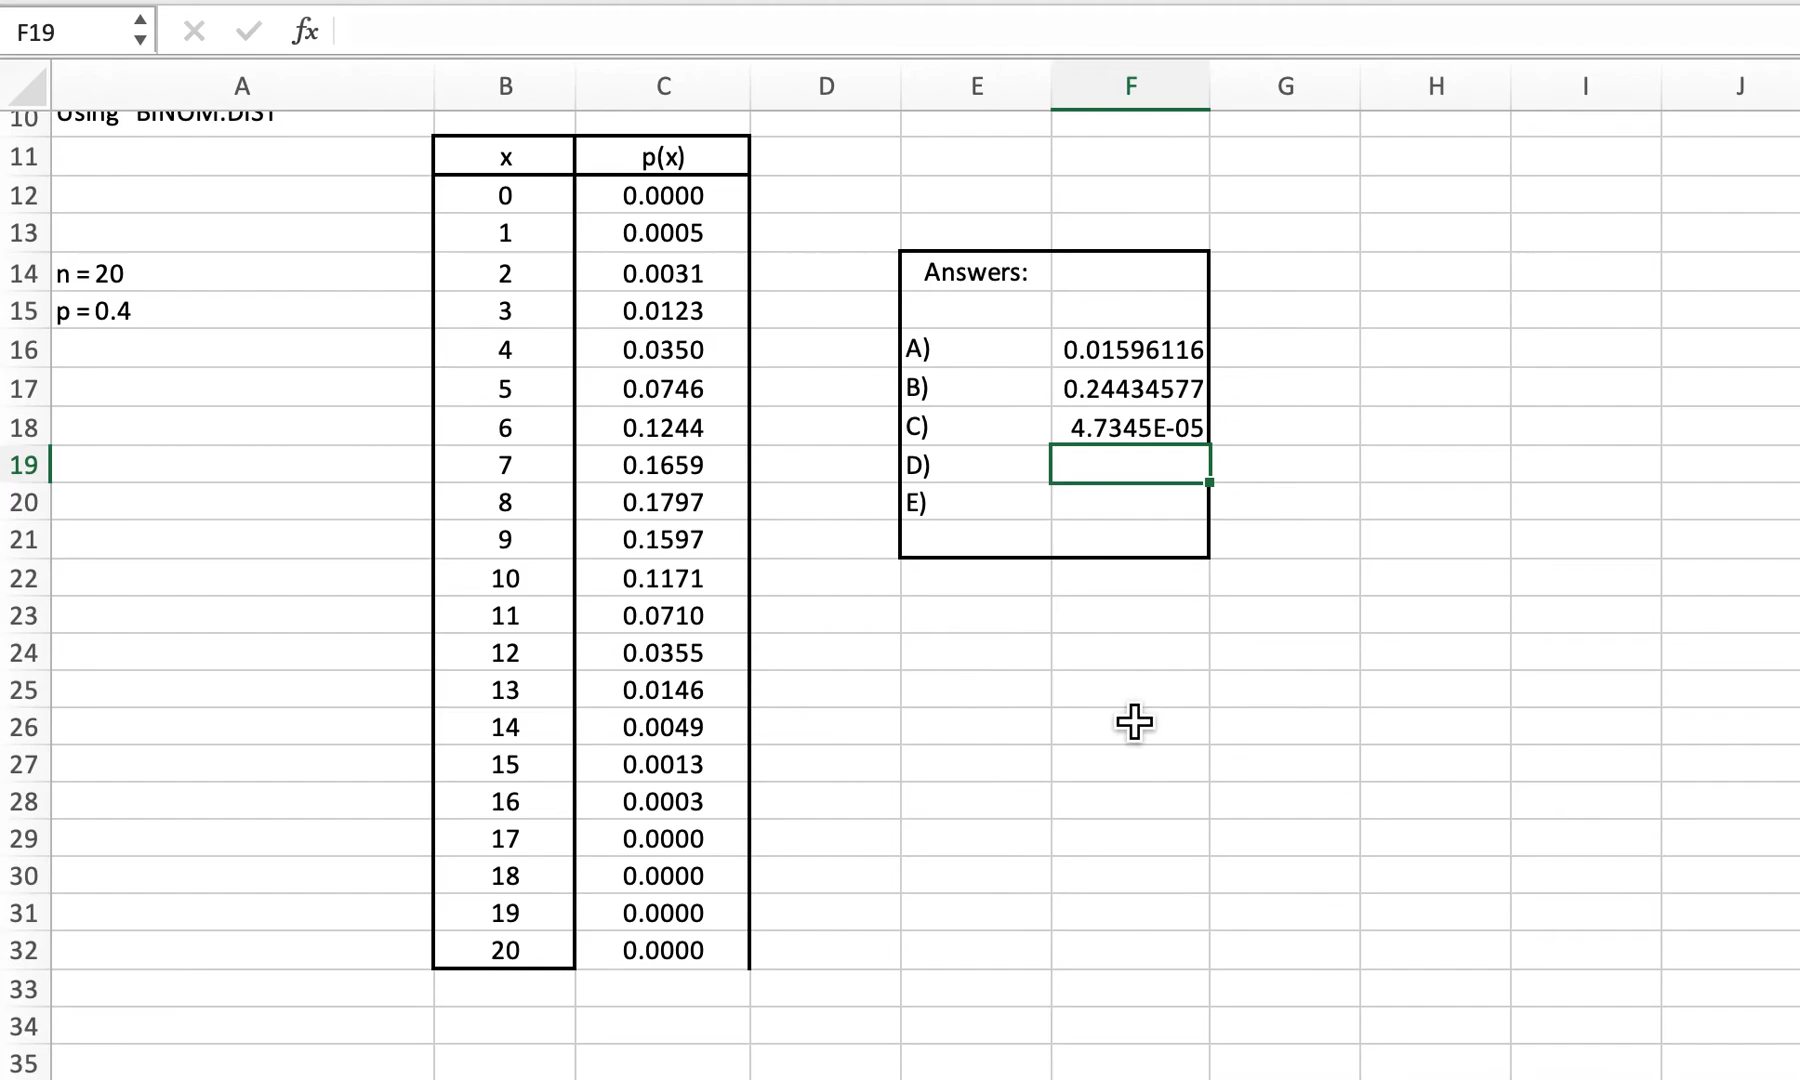 F19 fx
A B C D E F G H I J
10 Using "BINOM.DIST"
11 x p(x)
12 0 0.0000
13 1 0.0005
14 n = 20 2 0.0031 Answers:
15 p = 0.4 3 0.0123
16 4 0.0350 A) 0.01596116
17 5 0.0746 B) 0.24434577
18 6 0.1244 C) 4.7345E-05
19 7 0.1659 D)
20 8 0.1797 E)
21 9 0.1597
22 10 0.1171
23 11 0.0710
24 12 0.0355
25 13 0.0146
26 14 0.0049
27 15 0.0013
28 16 0.0003
29 17 0.0000
30 18 0.0000
31 19 0.0000
32 20 0.0000
33
34
35